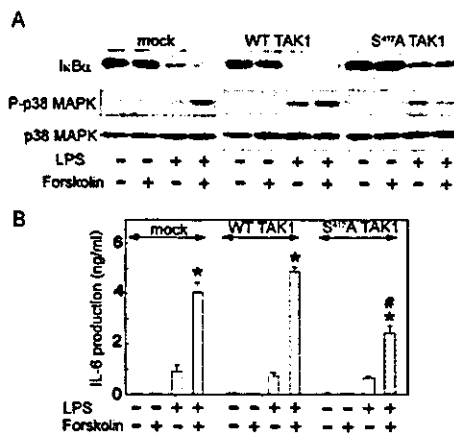 A
mock WT TAK1 S⁴¹²A TAK1
IκBα
P-p38 MAPK
p38 MAPK
LPS - - + + - - + + - - + +
Forskolin - + - + - + - + - + - +
B
mock WT TAK1 S⁴¹²A TAK1
IL-6 production (ng/ml)
6
4
2
0
* * # *
LPS - - + + - - + + - - + +
Forskolin - + - + - + - + - + - +